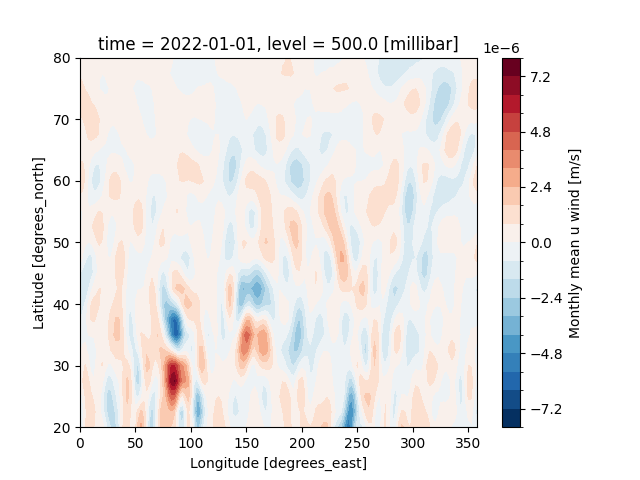 time = 2022-01-01, level = 500.0 [millibar]
1e−6
80
70
60
50
40
30
20
Latitude [degrees_north]
0 50 100 150 200 250 300 350
Longitude [degrees_east]
7.2
4.8
2.4
0.0
−2.4
−4.8
−7.2
Monthly mean u wind [m/s]